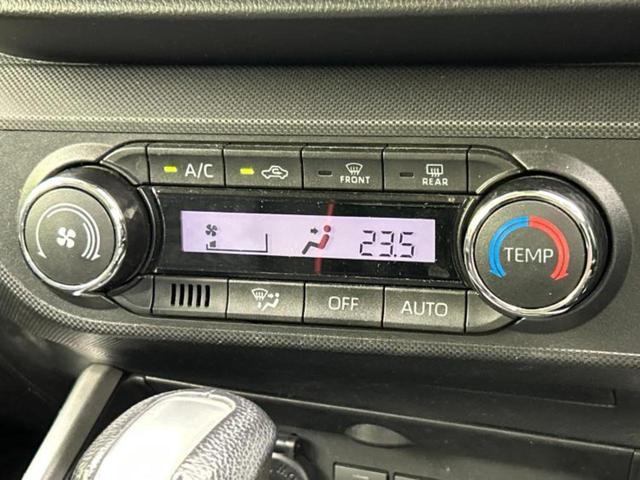 A/C
FRONT
REAR
23.5
TEMP
OFF
AUTO